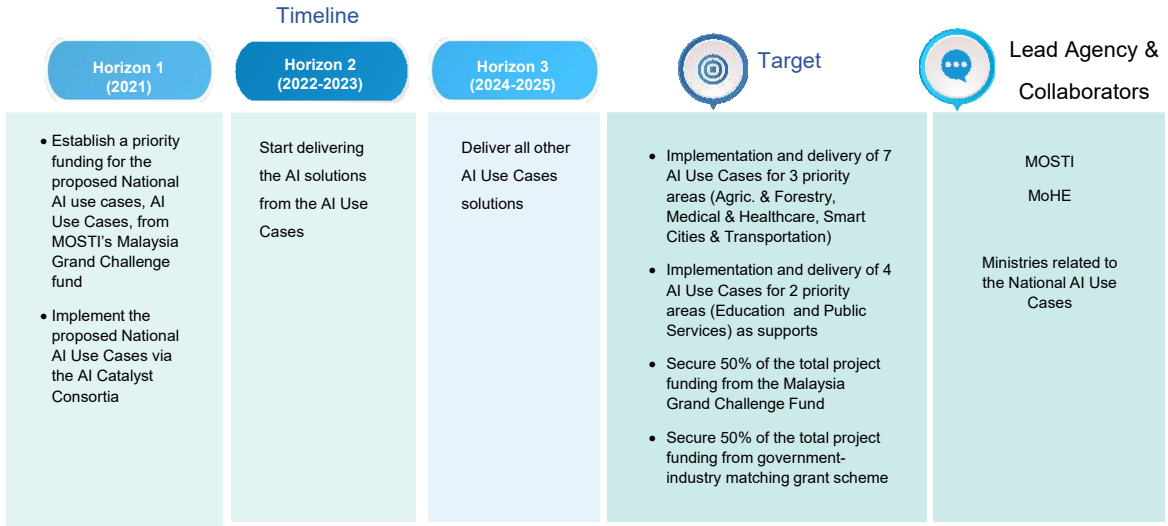 Timeline
Horizon 1
(2021)
Horizon 2
(2022-2023)
Horizon 3
(2024-2025)
Target
Lead Agency &
Collaborators
• Establish a priority
funding for the
proposed National
AI use cases, AI
Use Cases, from
MOSTI's Malaysia
Grand Challenge
fund
• Implement the
proposed National
AI Use Cases via
the AI Catalyst
Consortia
Start delivering
the AI solutions
from the AI Use
Cases
Deliver all other
AI Use Cases
solutions
• Implementation and delivery of 7
AI Use Cases for 3 priority
areas (Agric. & Forestry,
Medical & Healthcare, Smart
Cities & Transportation)
• Implementation and delivery of 4
AI Use Cases for 2 priority
areas (Education and Public
Services) as supports
• Secure 50% of the total project
funding from the Malaysia
Grand Challenge Fund
• Secure 50% of the total project
funding from government-
industry matching grant scheme
MOSTI
MoHE
Ministries related to
the National AI Use
Cases